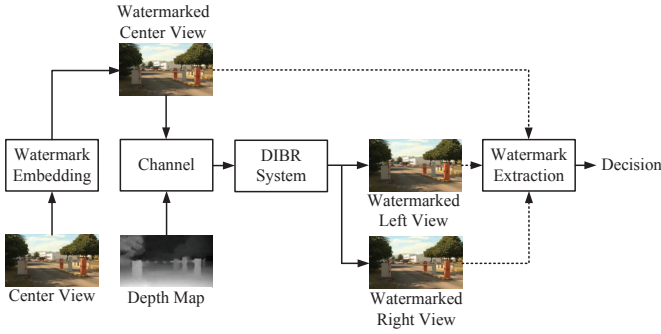 Watermarked
Center View
Watermark
Embedding
Channel
DIBR
System
Watermark
Extraction
Decision
Watermarked
Left View
Center View
Depth Map
Watermarked
Right View